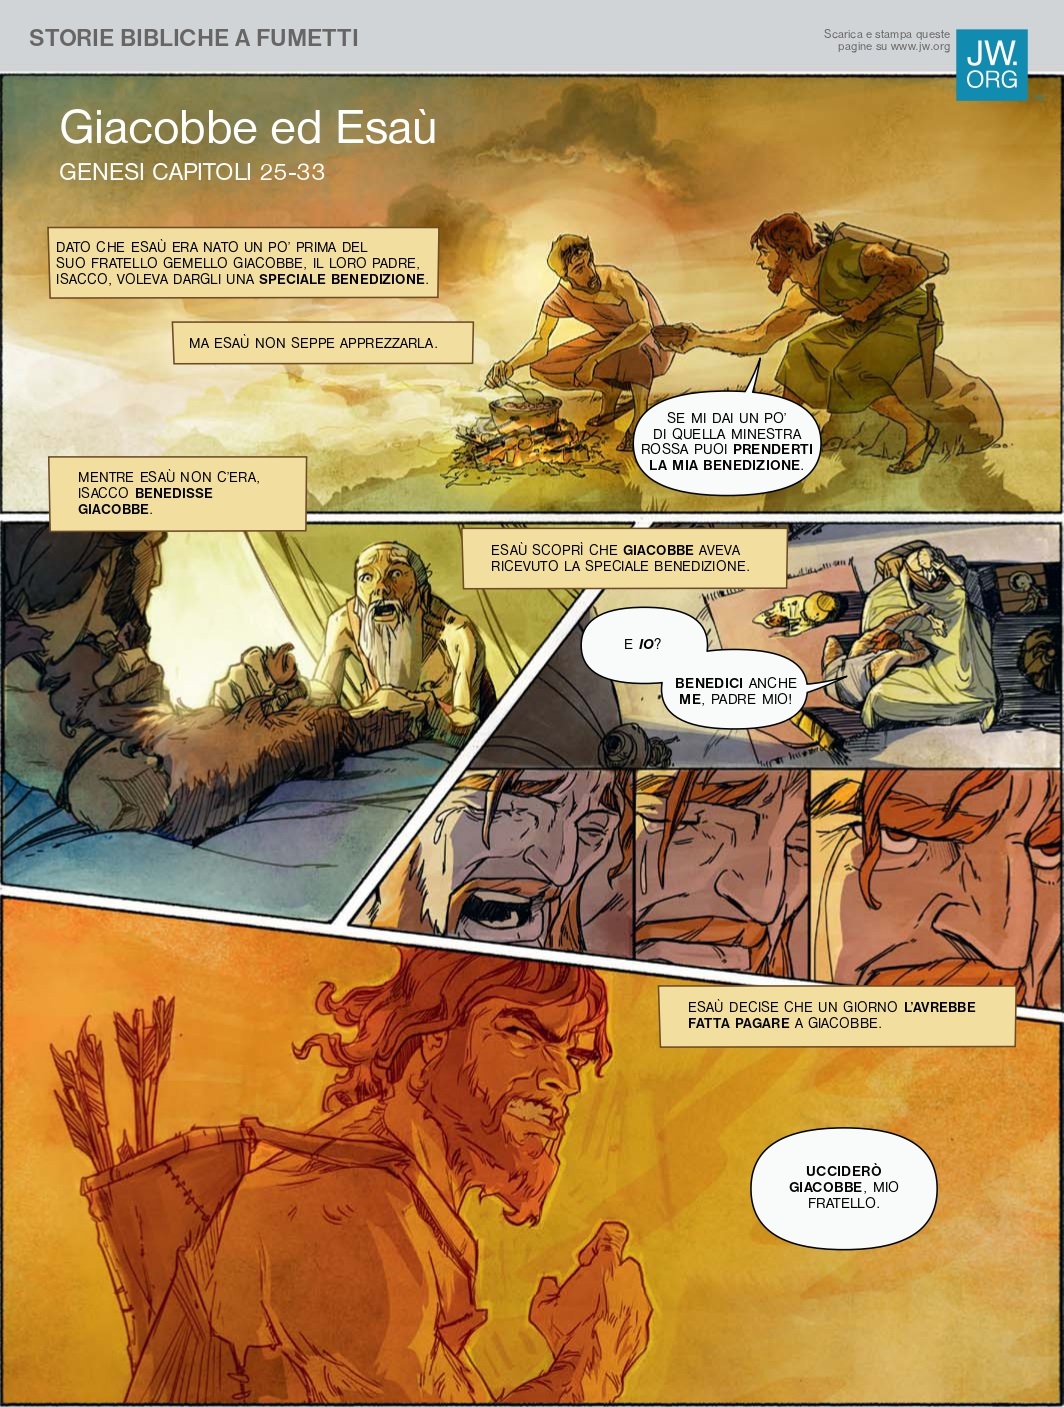 STORIE BIBLICHE A FUMETTI
Scarica e stampa queste
pagine su www.jw.org
JW.
ORG
Giacobbe ed Esaù
GENESI CAPITOLI 25-33
DATO CHE ESAÙ ERA NATO UN PO' PRIMA DEL
SUO FRATELLO GEMELLO GIACOBBE, IL LORO PADRE,
ISACCO, VOLEVA DARGLI UNA SPECIALE BENEDIZIONE.
MA ESAÙ NON SEPPE APPREZZARLA.
SE MI DAI UN PO'
DI QUELLA MINESTRA
ROSSA PUOI PRENDERTI
LA MIA BENEDIZIONE.
MENTRE ESAÙ NON C'ERA,
ISACCO BENEDISSE
GIACOBBE.
ESAÙ SCOPRÌ CHE GIACOBBE AVEVA
RICEVUTO LA SPECIALE BENEDIZIONE.
E IO?
BENEDICI ANCHE
ME, PADRE MIO!
ESAÙ DECISE CHE UN GIORNO L'AVREBBE
FATTA PAGARE A GIACOBBE.
UCCIDERÒ
GIACOBBE, MIO
FRATELLO.